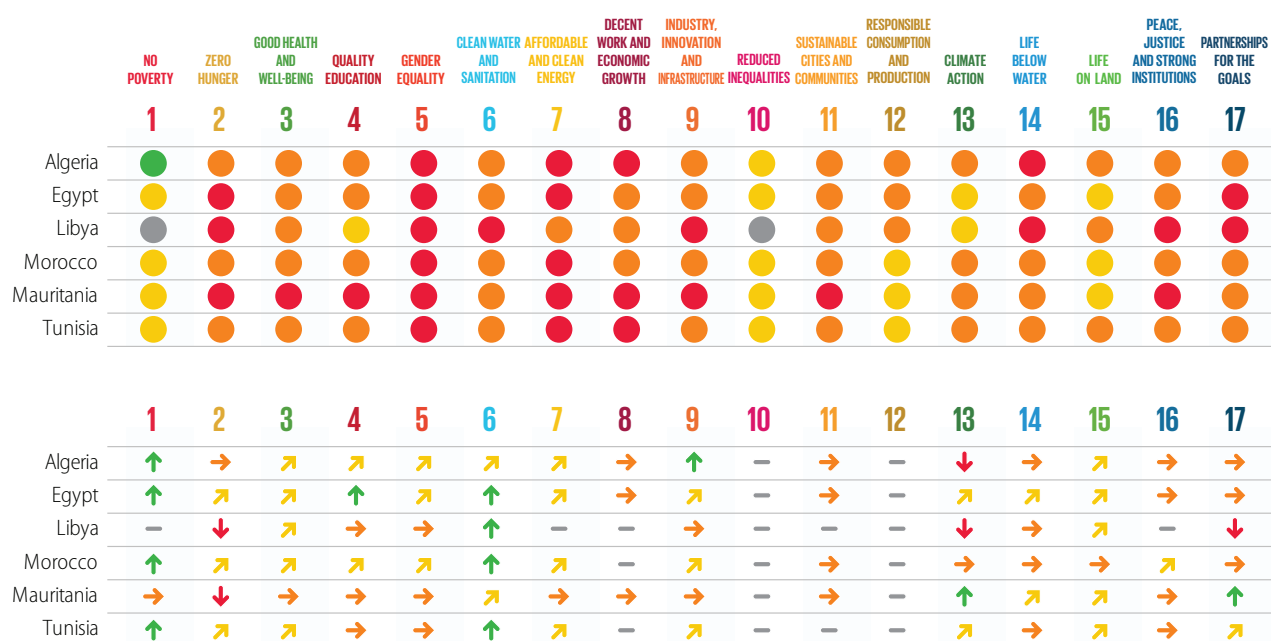 NO
POVERTY
ZERO
HUNGER
GOOD HEALTH
AND
WELL-BEING
QUALITY
EDUCATION
GENDER
EQUALITY
CLEAN WATER
AND
SANITATION
AFFORDABLE
AND CLEAN
ENERGY
DECENT
WORK AND
ECONOMIC
GROWTH
INDUSTRY,
INNOVATION
AND
INFRASTRUCTURE
REDUCED
INEQUALITIES
SUSTAINABLE
CITIES AND
COMMUNITIES
RESPONSIBLE
CONSUMPTION
AND
PRODUCTION
CLIMATE
ACTION
LIFE
BELOW
WATER
LIFE
ON LAND
PEACE,
JUSTICE
AND STRONG
INSTITUTIONS
PARTNERSHIPS
FOR THE
GOALS
1 2 3 4 5 6 7 8 9 10 11 12 13 14 15 16 17
Algeria
Egypt
Libya
Morocco
Mauritania
Tunisia
1 2 3 4 5 6 7 8 9 10 11 12 13 14 15 16 17
Algeria
Egypt
Libya
Morocco
Mauritania
Tunisia